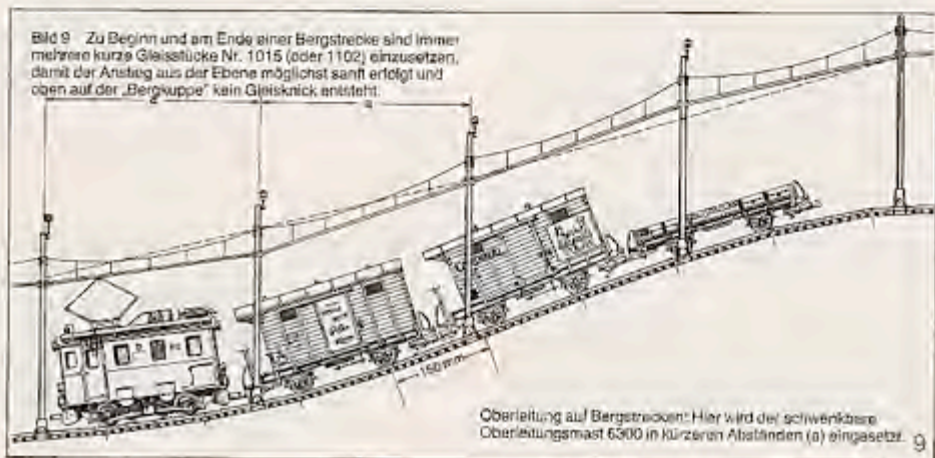 Bild 9 Zu Beginn und am Ende einer Bergstrecke sind immer
mehrere kurze Gleisstücke Nr. 1015 (oder 1102) einzusetzen,
damit der Anstieg aus der Ebene möglichst sanft erfolgt und
oben auf der „Bergkuppe" kein Gleisknick entsteht.
a
a
150 mm
Oberleitung auf Bergstrecken: Hier wird der schwenkbare
Oberleitungsmast 6300 in kürzeren Abständen (a) eingesetzt.
9